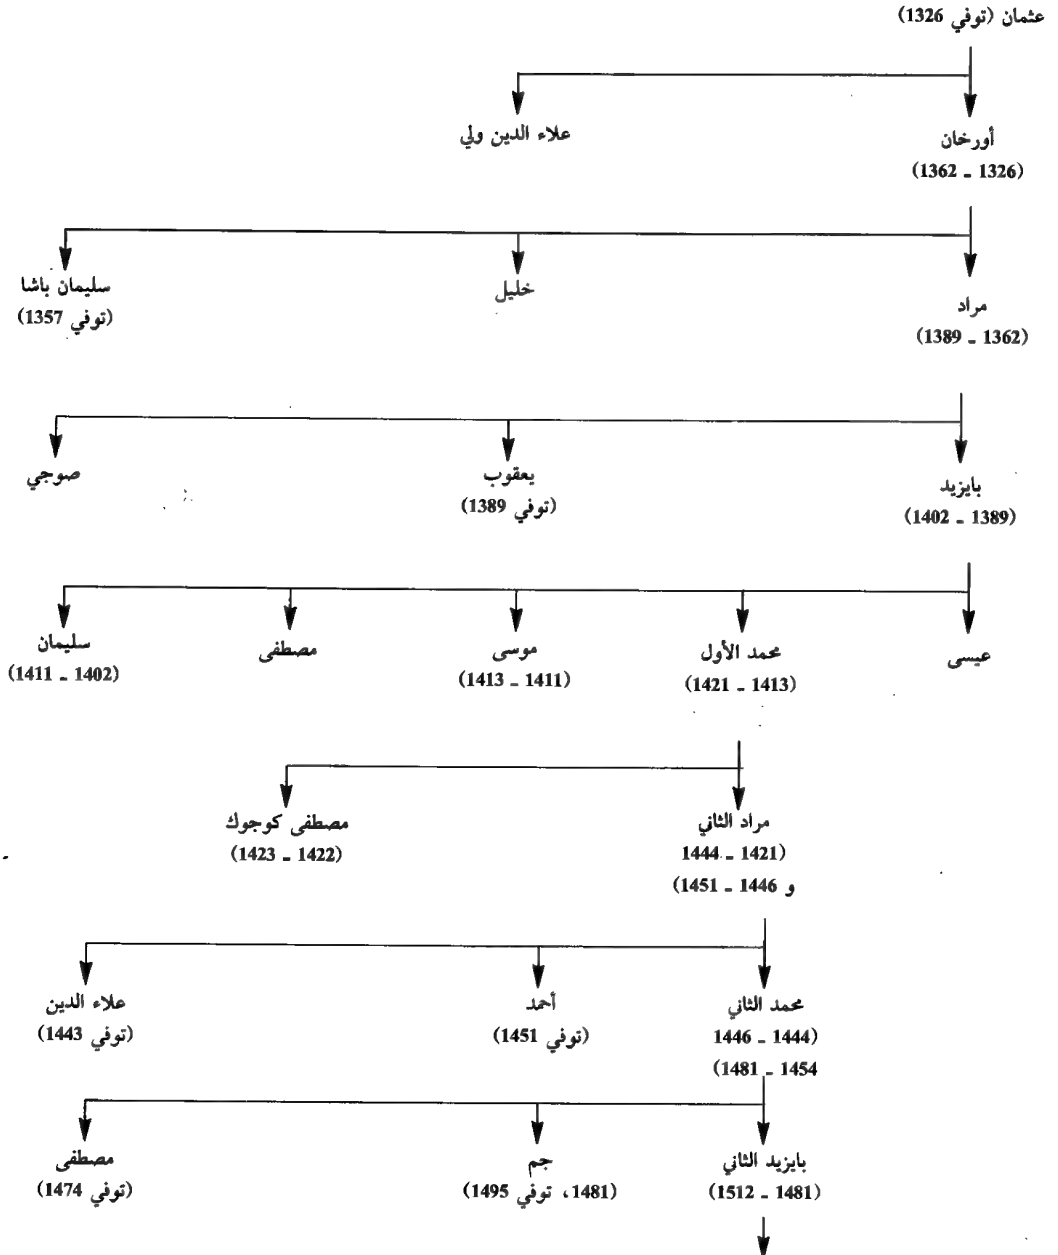 عثمان (توفي 1326)
أورخان
(1326 ـ 1362)
علاء الدين ولي
مراد
(1362 ـ 1389)
خليل
سليمان باشا
(توفي 1357)
بايزيد
(1389 ـ 1402)
يعقوب
(توفي 1389)
صوجي
عيسى
محمد الأول
(1413 ـ 1421)
موسى
(1411 ـ 1413)
مصطفى
سليمان
(1402 ـ 1411)
مراد الثاني
(1421 ـ 1444
و 1446 ـ 1451)
مصطفى كوجوك
(1422 ـ 1423)
محمد الثاني
(1444 ـ 1446
1454 ـ 1481)
أحمد
(توفي 1451)
علاء الدين
(توفي 1443)
بايزيد الثاني
(1481 ـ 1512)
جم
(1481، توفي 1495)
مصطفى
(توفي 1474)